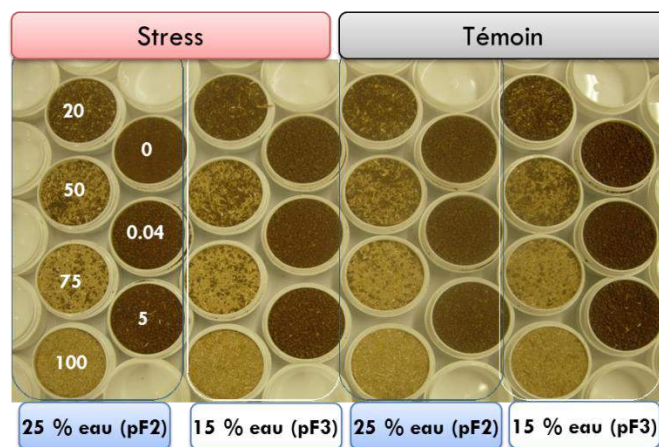 Stress
Témoin
20
0
50
0.04
75
5
100
25 % eau (pF2)
15 % eau (pF3)
25 % eau (pF2)
15 % eau (pF3)